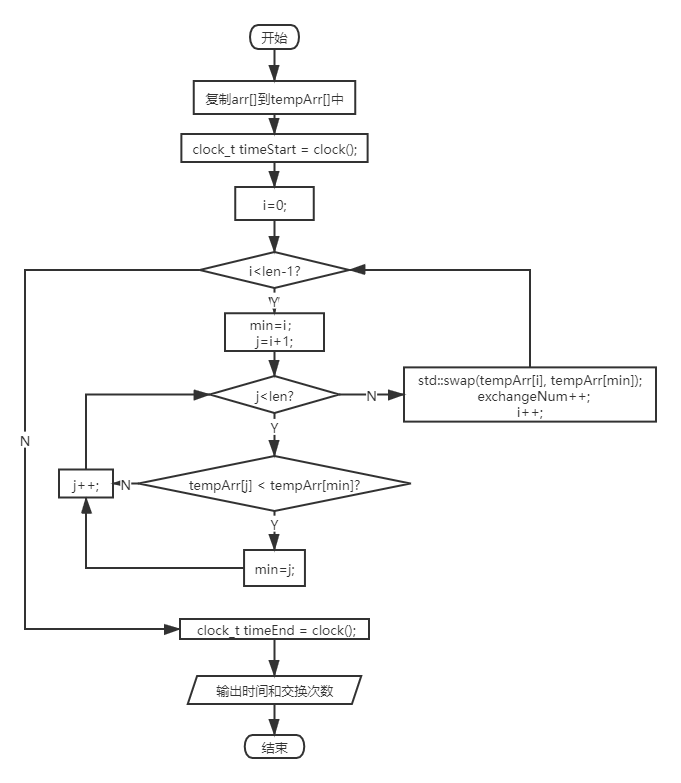 开始
复制arr[]到tempArr[]中
clock_t timeStart = clock();
i=0;
i<len-1?
Y
min=i;
j=i+1;
j<len?
N
std::swap(tempArr[i], tempArr[min]);
exchangeNum++;
i++;
Y
N
tempArr[j] < tempArr[min]?
N
j++;
Y
min=j;
clock_t timeEnd = clock();
输出时间和交换次数
结束